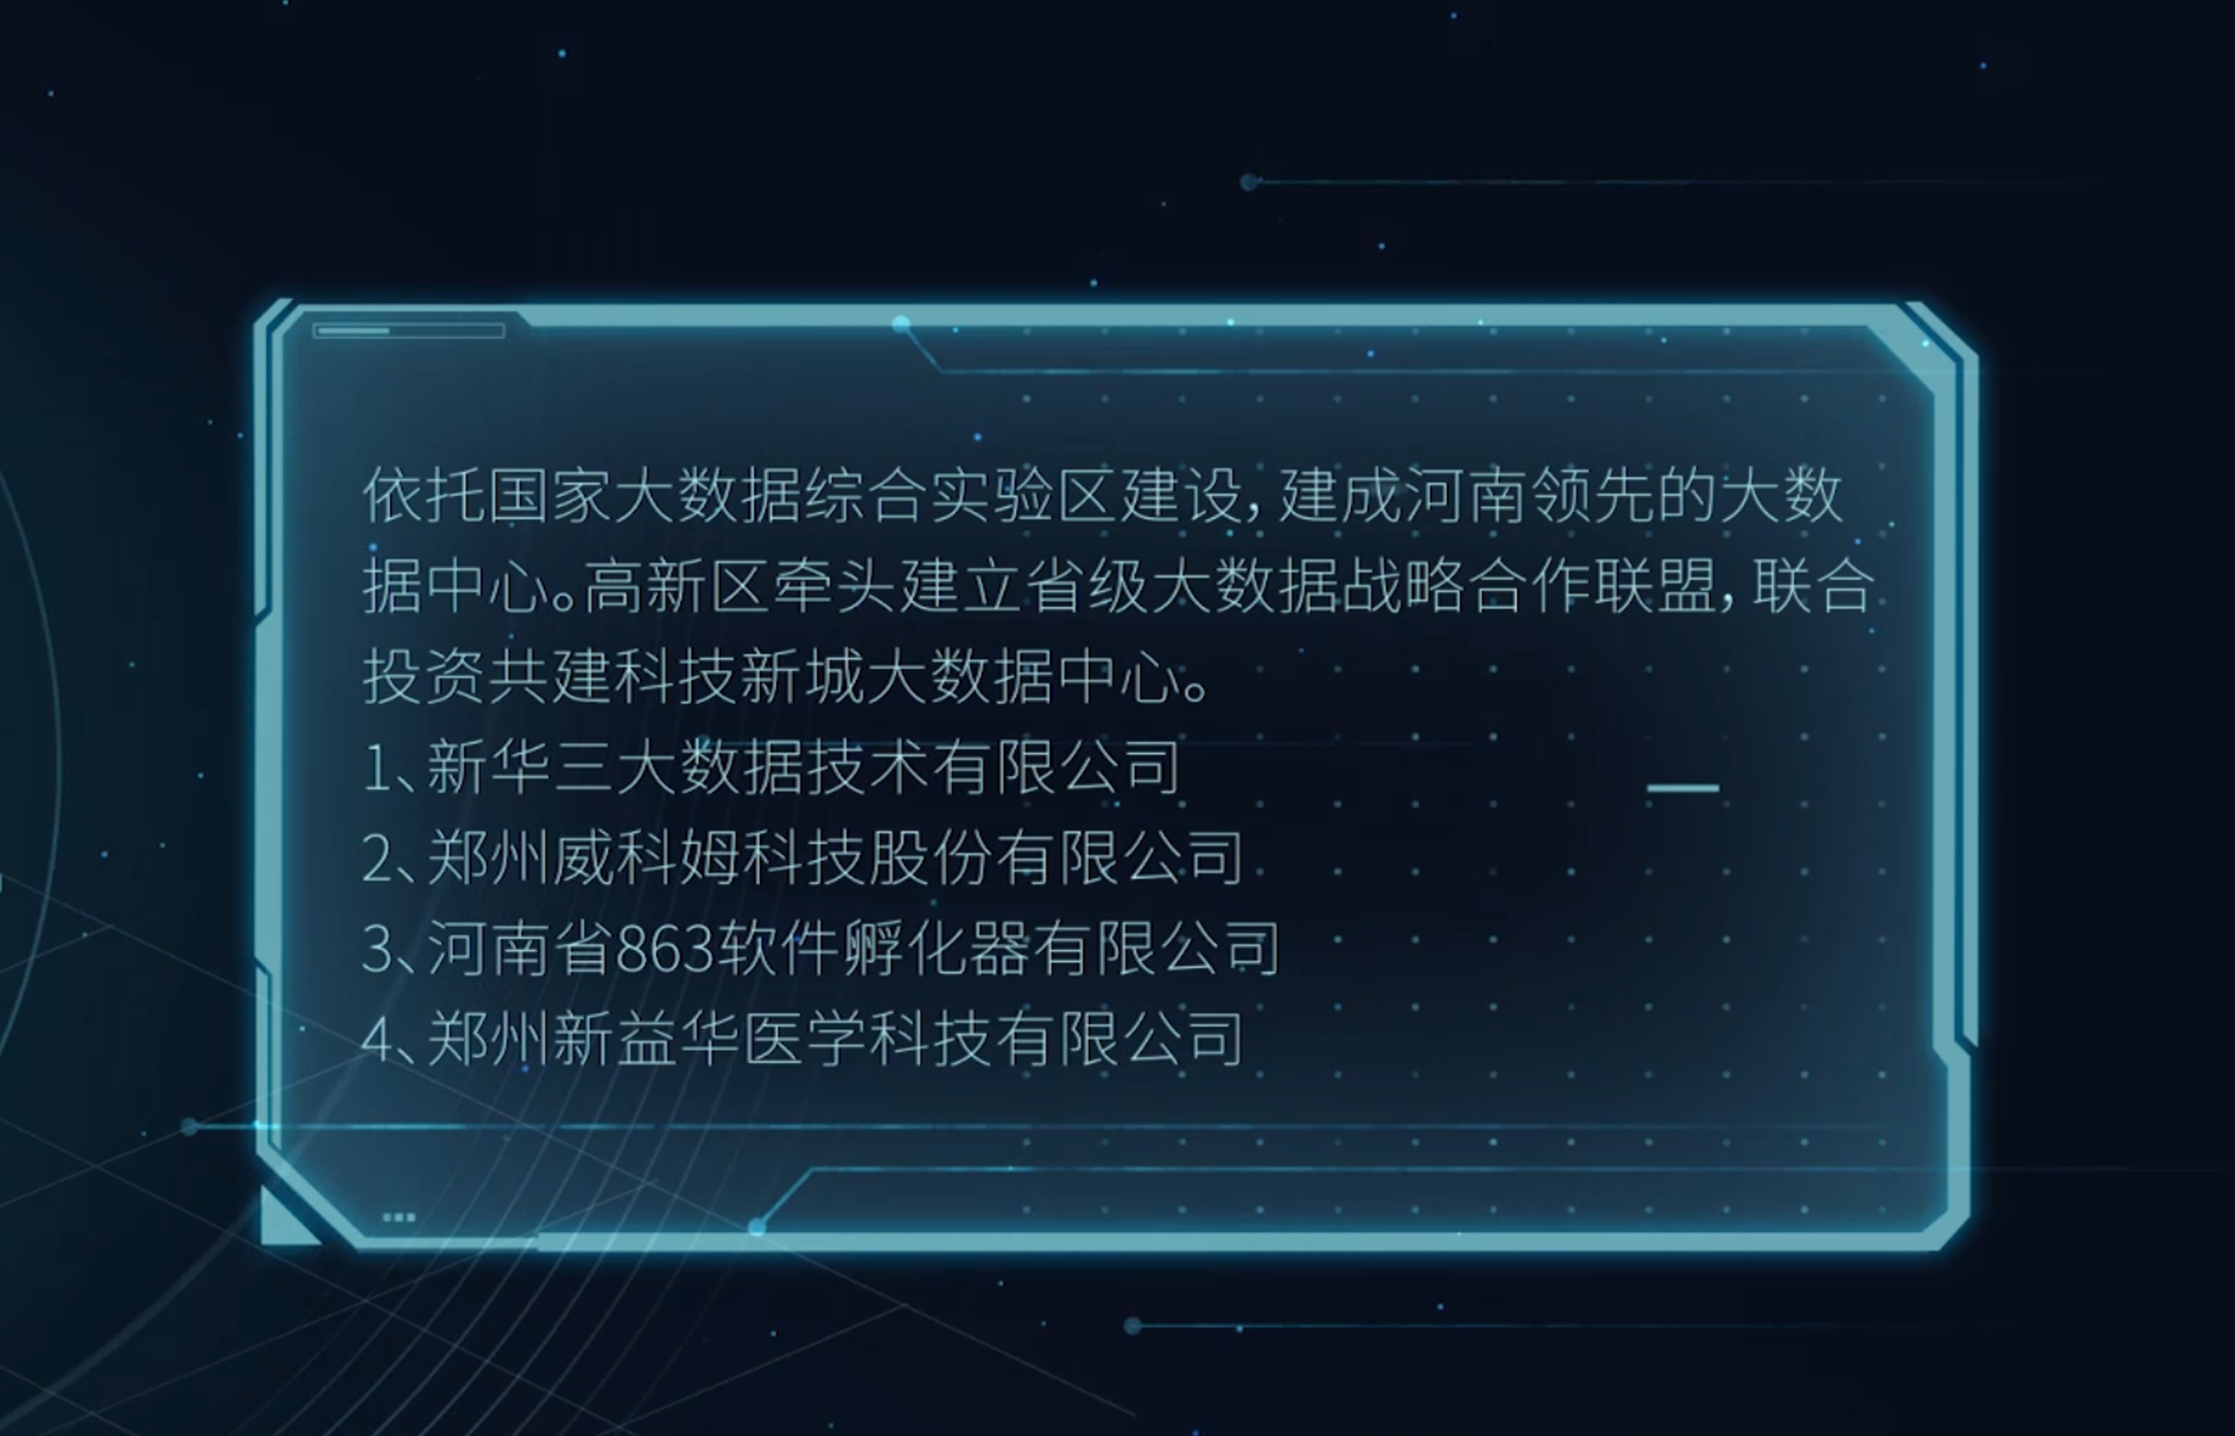 依托国家大数据综合实验区建设，建成河南领先的大数
据中心。高新区牵头建立省级大数据战略合作联盟，联合
投资共建科技新城大数据中心。
1、新华三大数据技术有限公司
2、郑州威科姆科技股份有限公司
3、河南省863软件孵化器有限公司
4、郑州新益华医学科技有限公司